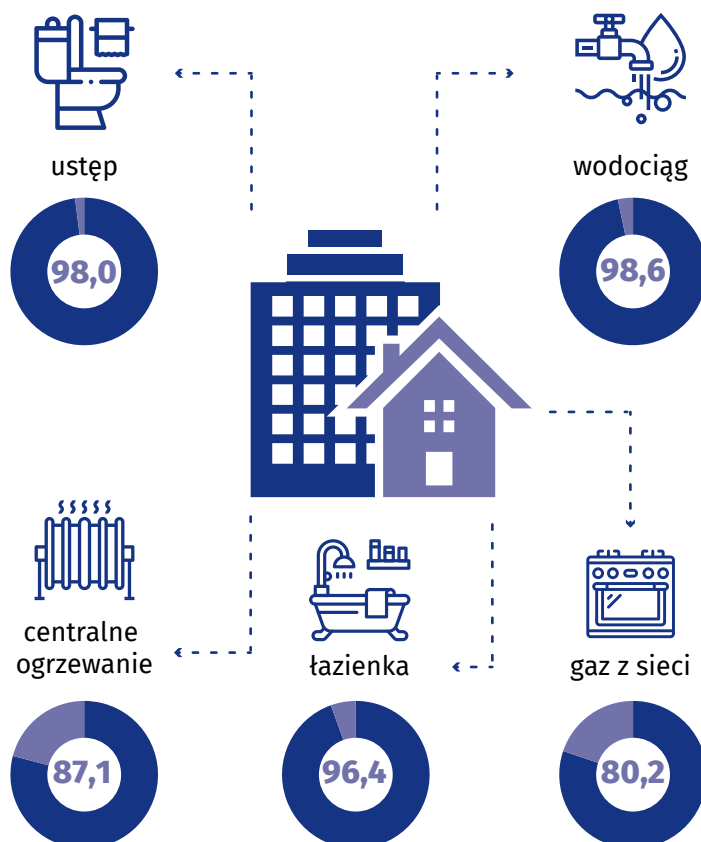 ustęp
98,0
wodociąg
98,6
centralne
ogrzewanie
87,1
łazienka
96,4
gaz z sieci
80,2